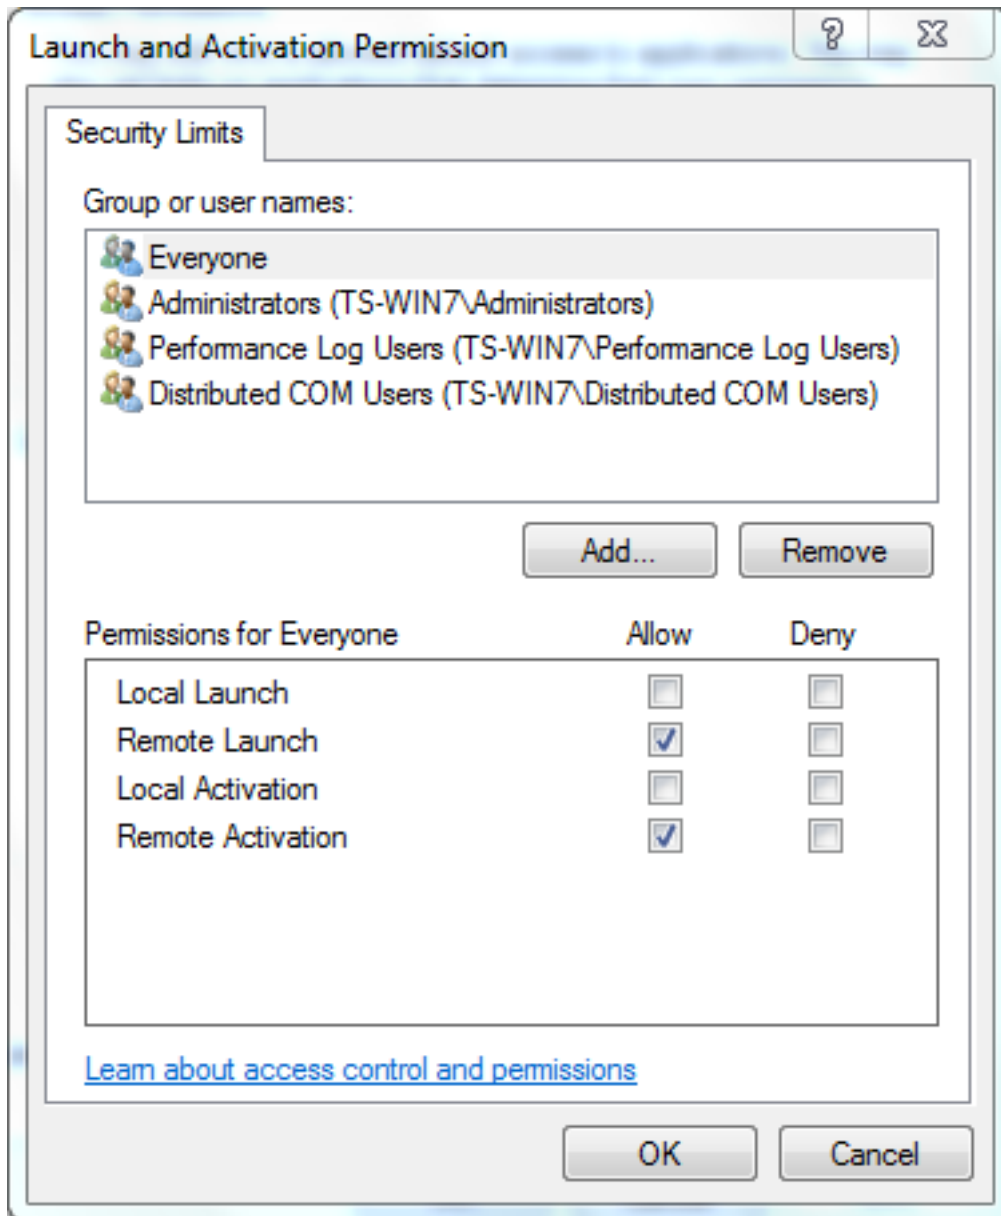 Launch and Activation Permission
?
Security Limits
Group or user names:
Everyone
Administrators (TS-WIN7\Administrators)
Performance Log Users (TS-WIN7\Performance Log Users)
Distributed COM Users (TS-WIN7\Distributed COM Users)
Add... Remove
Permissions for Everyone Allow Deny
Local Launch
Remote Launch
Local Activation
Remote Activation
Learn about access control and permissions
OK Cancel